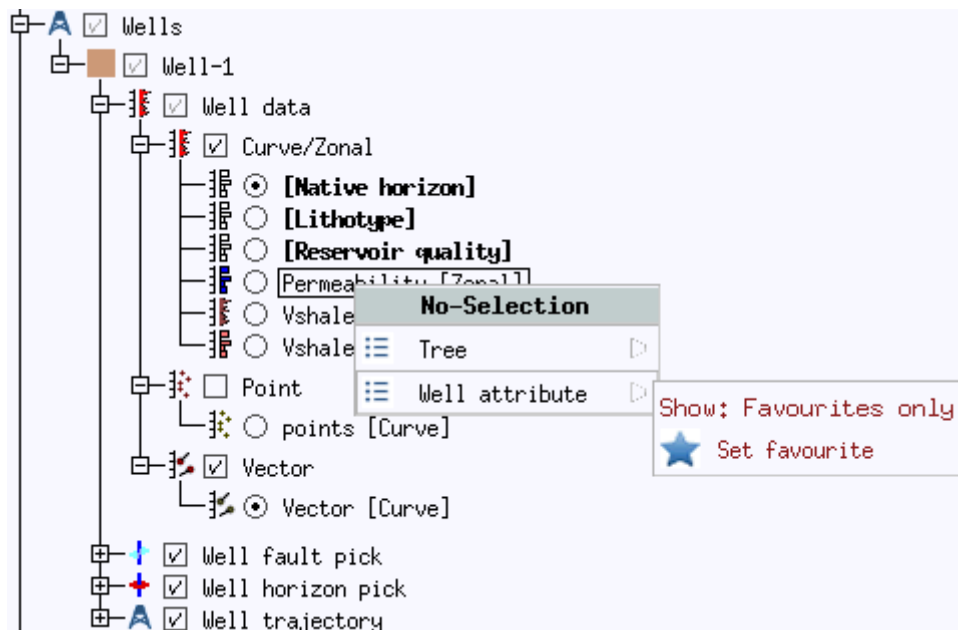 Wells
Well-1
Well data
Curve/Zonal
[Native horizon]
[Lithotype]
[Reservoir quality]
Permeability [Zonal]
Vshale
Vshale
No-Selection
Tree
Well attribute
Show: Favourites only
Set favourite
Point
points [Curve]
Vector
Vector [Curve]
Well fault pick
Well horizon pick
Well trajectory